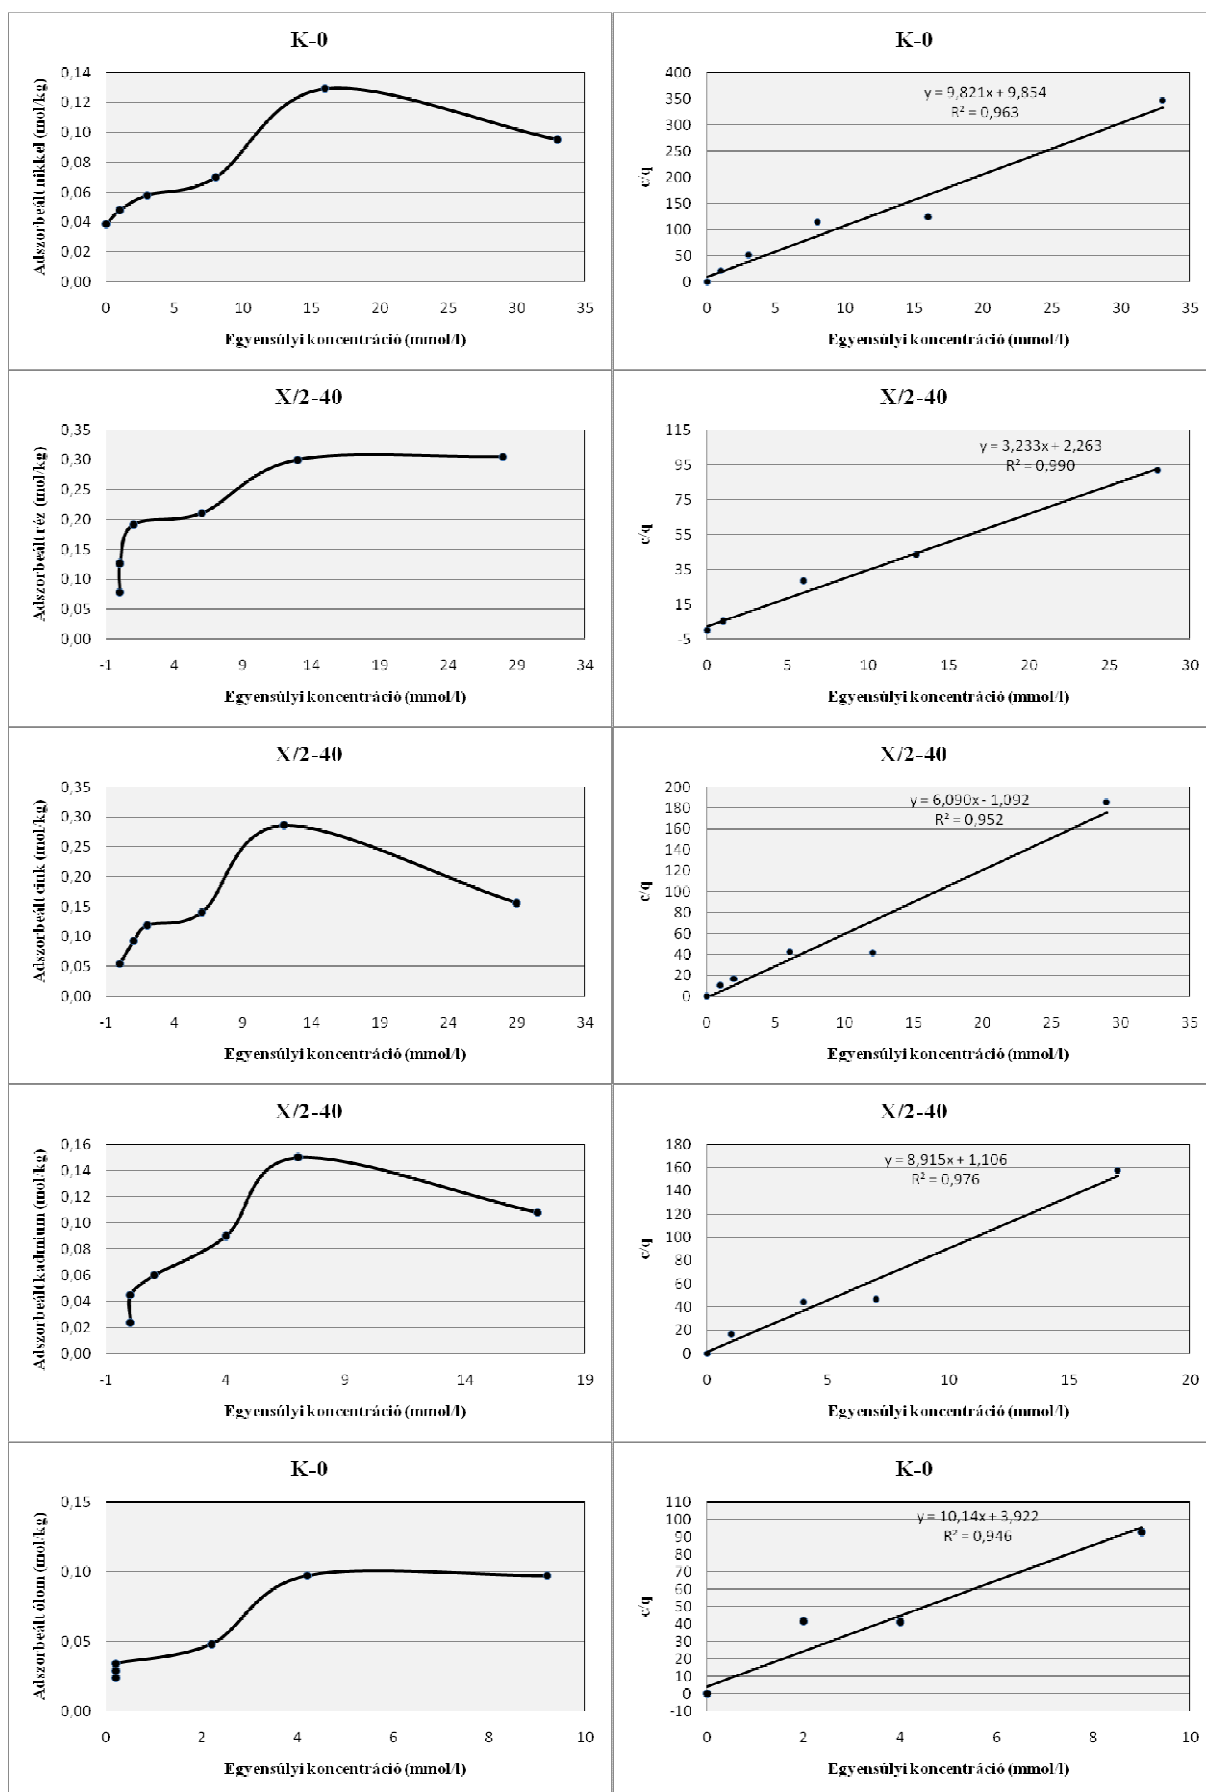 K-0
Adszorbeált nikkel (mol/kg)
0,14
0,12
0,10
0,08
0,06
0,04
0,02
0,00
0 5 10 15 20 25 30 35
Egyensúlyi koncentráció (mmol/l)
K-0
c/q
400
350
300
250
200
150
100
50
0
y = 9,821x + 9,854
R² = 0,963
0 5 10 15 20 25 30 35
Egyensúlyi koncentráció (mmol/l)
X/2-40
Adszorbeált réz (mol/kg)
0,35
0,30
0,25
0,20
0,15
0,10
0,05
0,00
-1 4 9 14 19 24 29 34
Egyensúlyi koncentráció (mmol/l)
X/2-40
c/q
115
95
75
55
35
15
-5
y = 3,233x + 2,263
R² = 0,990
0 5 10 15 20 25 30
Egyensúlyi koncentráció (mmol/l)
X/2-40
Adszorbeált cink (mol/kg)
0,35
0,30
0,25
0,20
0,15
0,10
0,05
0,00
-1 4 9 14 19 24 29 34
Egyensúlyi koncentráció (mmol/l)
X/2-40
c/q
200
180
160
140
120
100
80
60
40
20
0
y = 6,090x - 1,092
R² = 0,952
0 5 10 15 20 25 30 35
Egyensúlyi koncentráció (mmol/l)
X/2-40
Adszorbeált kadmium (mol/kg)
0,16
0,14
0,12
0,10
0,08
0,06
0,04
0,02
0,00
-1 4 9 14 19
Egyensúlyi koncentráció (mmol/l)
X/2-40
c/q
180
160
140
120
100
80
60
40
20
0
y = 8,915x + 1,106
R² = 0,976
0 5 10 15 20
Egyensúlyi koncentráció (mmol/l)
K-0
Adszorbeált ólom (mol/kg)
0,15
0,10
0,05
0,00
0 2 4 6 8 10
Egyensúlyi koncentráció (mmol/l)
K-0
c/q
110
100
90
80
70
60
50
40
30
20
10
0
-10
y = 10,14x + 3,922
R² = 0,946
0 2 4 6 8 10
Egyensúlyi koncentráció (mmol/l)